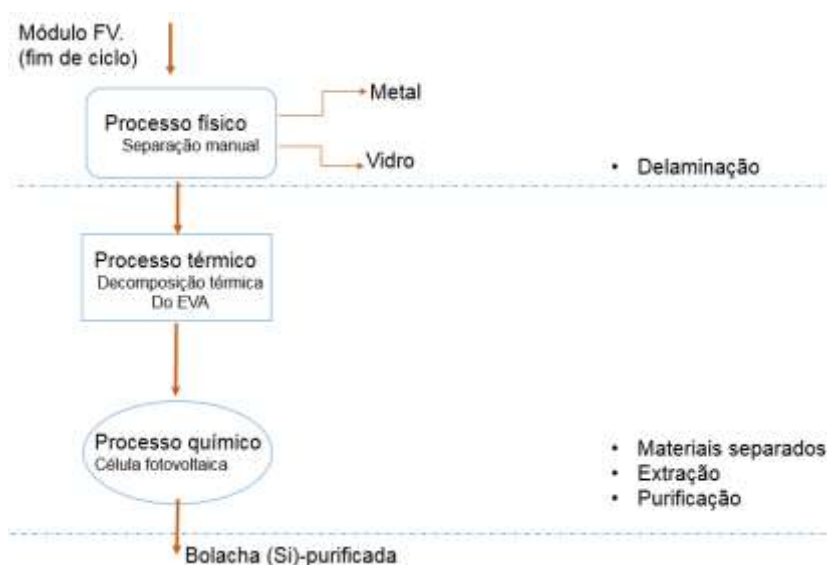 Módulo FV.
(fim de ciclo)
Metal
Processo físico
Separação manual
Vidro
• Delaminação
Processo térmico
Decomposição térmica
Do EVA
Processo químico
Célula fotovoltaica
• Materiais separados
• Extração
• Purificação
Bolacha (Si)-purificada